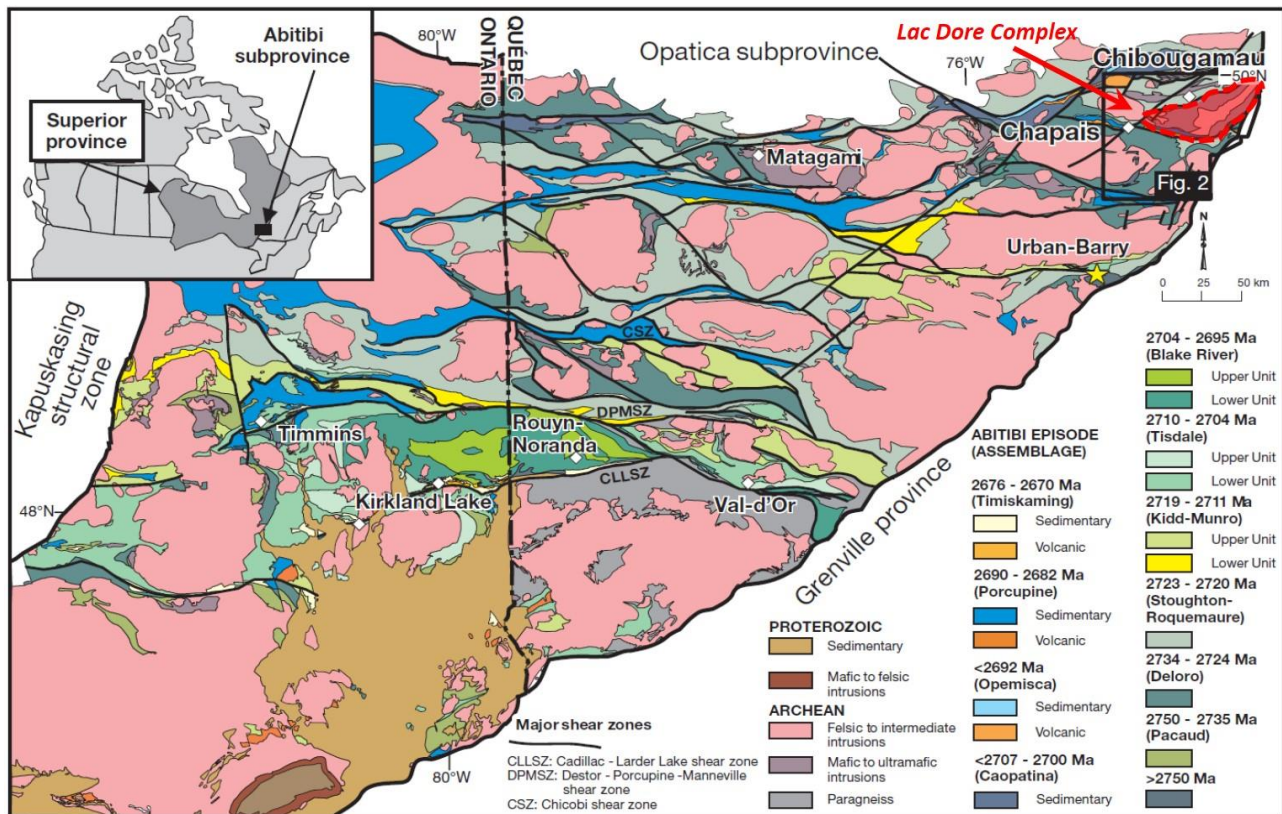 Abitibi
subprovince
Superior
province
80°W
QUÉBEC
ONTARIO
Opatica subprovince
Lac Dore Complex
76°W
Chibougamau
50°N
Chapais
Matagami
Fig. 2
N
Urban-Barry
0 25 50 km
Kapuskasing
structural
zone
CSZ
DPMSZ
Timmins
Rouyn-
Noranda
CLLSZ
Kirkland Lake
Val-d'Or
48°N
Grenville province
80°W
Major shear zones
CLLSZ: Cadillac - Larder Lake shear zone
DPMSZ: Destor - Porcupine -Manneville
shear zone
CSZ: Chicobi shear zone
PROTEROZOIC
Sedimentary
Mafic to felsic
intrusions
ARCHEAN
Felsic to intermediate
intrusions
Mafic to ultramafic
intrusions
Paragneiss
ABITIBI EPISODE
(ASSEMBLAGE)
2676 - 2670 Ma
(Timiskaming)
Sedimentary
Volcanic
2690 - 2682 Ma
(Porcupine)
Sedimentary
Volcanic
<2692 Ma
(Opemisca)
Sedimentary
Volcanic
<2707 - 2700 Ma
(Caopatina)
Sedimentary
2704 - 2695 Ma
(Blake River)
Upper Unit
Lower Unit
2710 - 2704 Ma
(Tisdale)
Upper Unit
Lower Unit
2719 - 2711 Ma
(Kidd-Munro)
Upper Unit
Lower Unit
2723 - 2720 Ma
(Stoughton-
Roquemaure)
2734 - 2724 Ma
(Deloro)
2750 - 2735 Ma
(Pacaud)
>2750 Ma